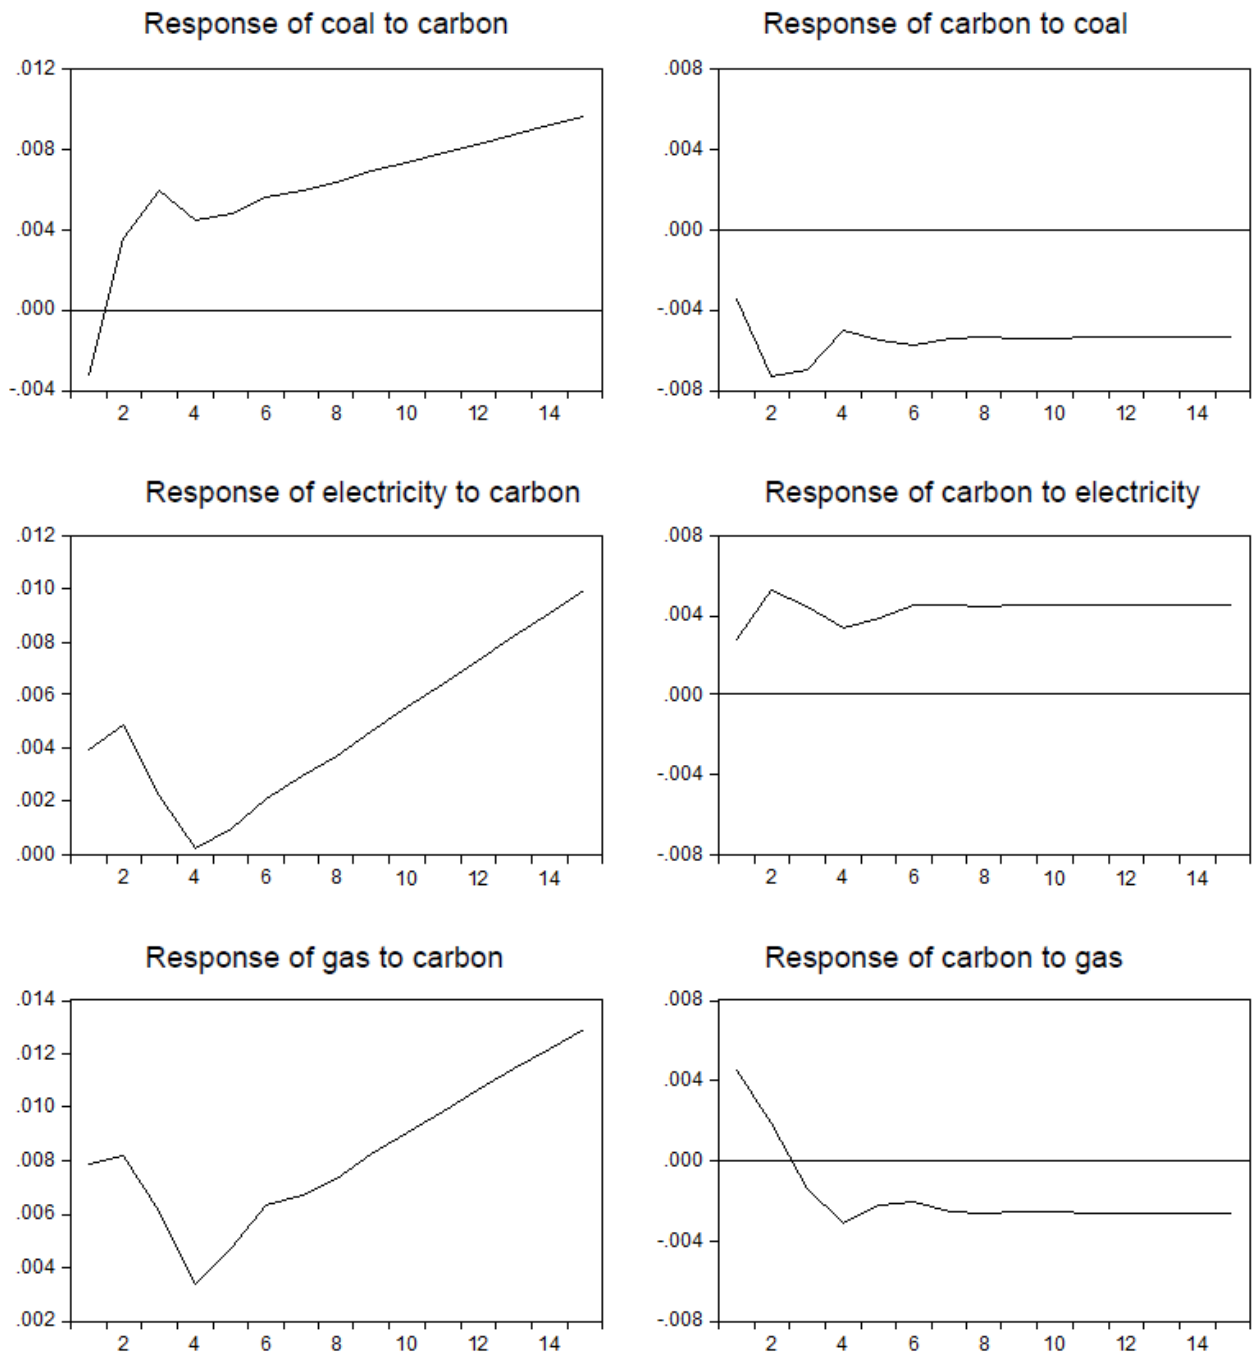 Response of coal to carbon
.012
.008
.004
.000
-.004
2 4 6 8 10 12 14
Response of carbon to coal
.008
.004
.000
-.004
-.008
2 4 6 8 10 12 14
Response of electricity to carbon
.012
.010
.008
.006
.004
.002
.000
2 4 6 8 10 12 14
Response of carbon to electricity
.008
.004
.000
-.004
-.008
2 4 6 8 10 12 14
Response of gas to carbon
.014
.012
.010
.008
.006
.004
.002
2 4 6 8 10 12 14
Response of carbon to gas
.008
.004
.000
-.004
-.008
2 4 6 8 10 12 14